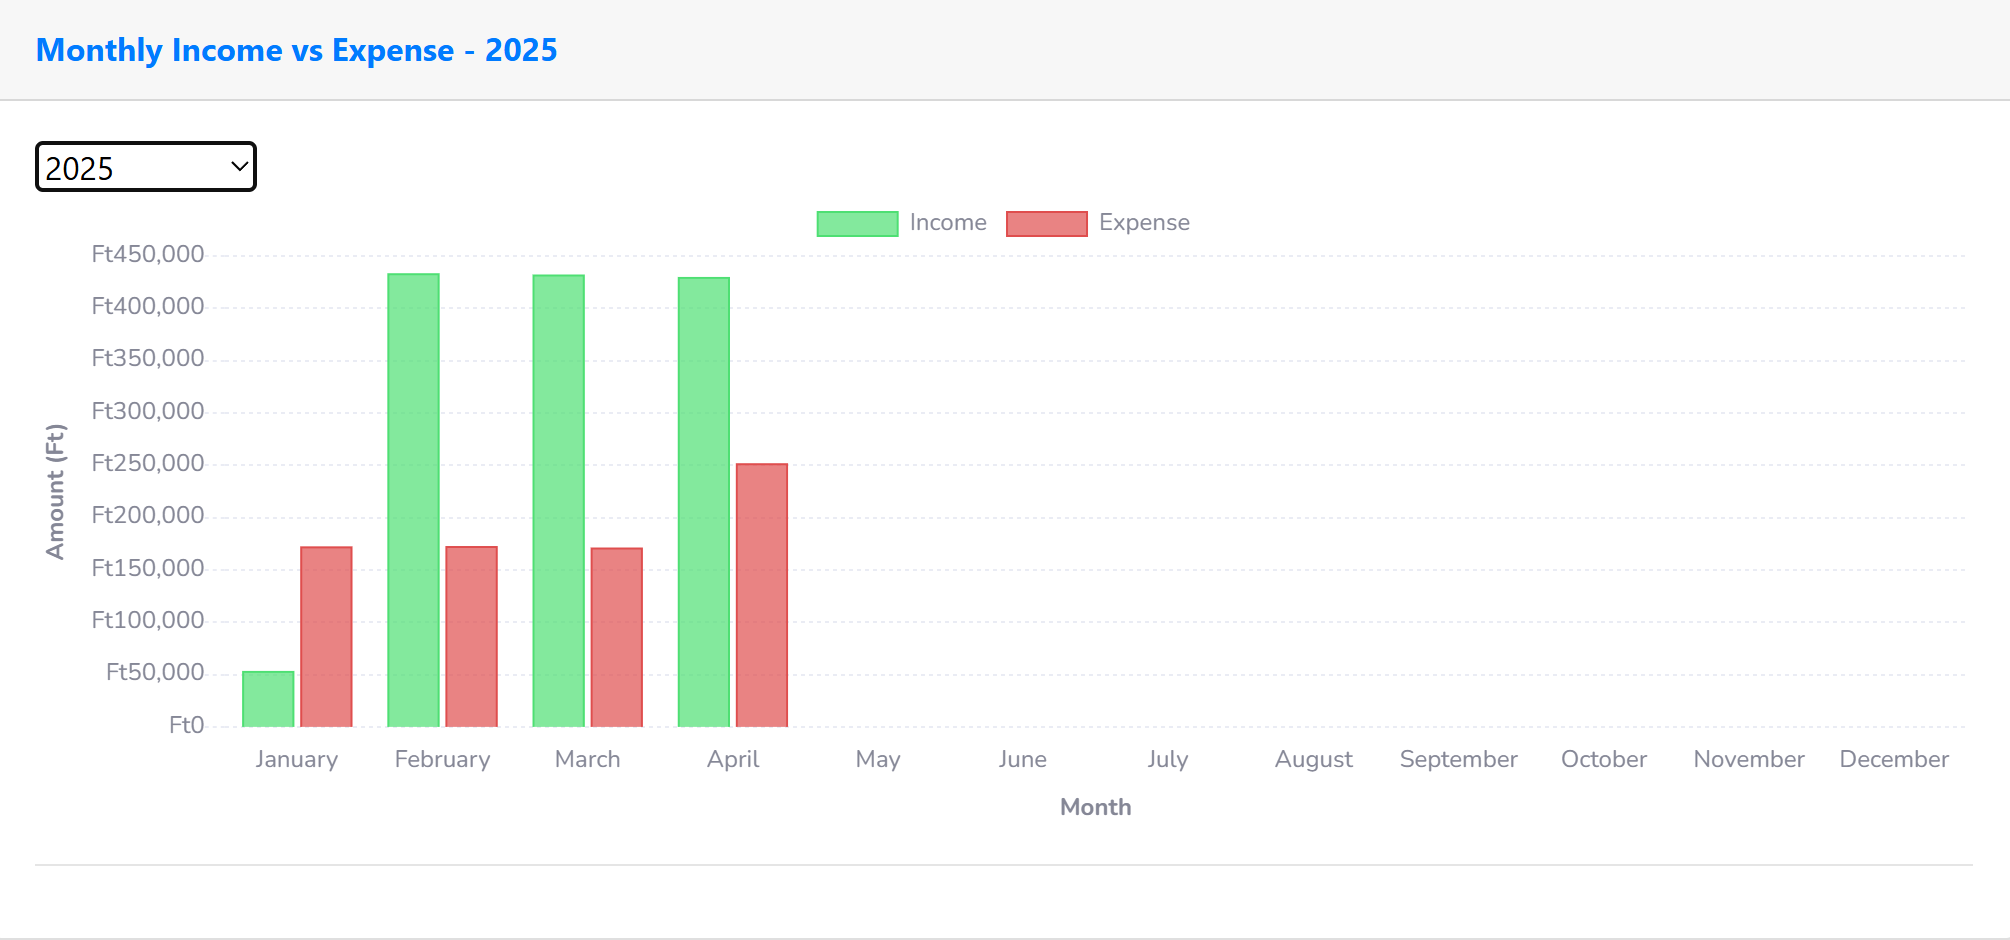 Monthly Income vs Expense - 2025
2025
Income Expense
Ft450,000
Ft400,000
Ft350,000
Ft300,000
Ft250,000
Ft200,000
Ft150,000
Ft100,000
Ft50,000
Ft0
Amount (Ft)
January February March April May June July August September October November December
Month